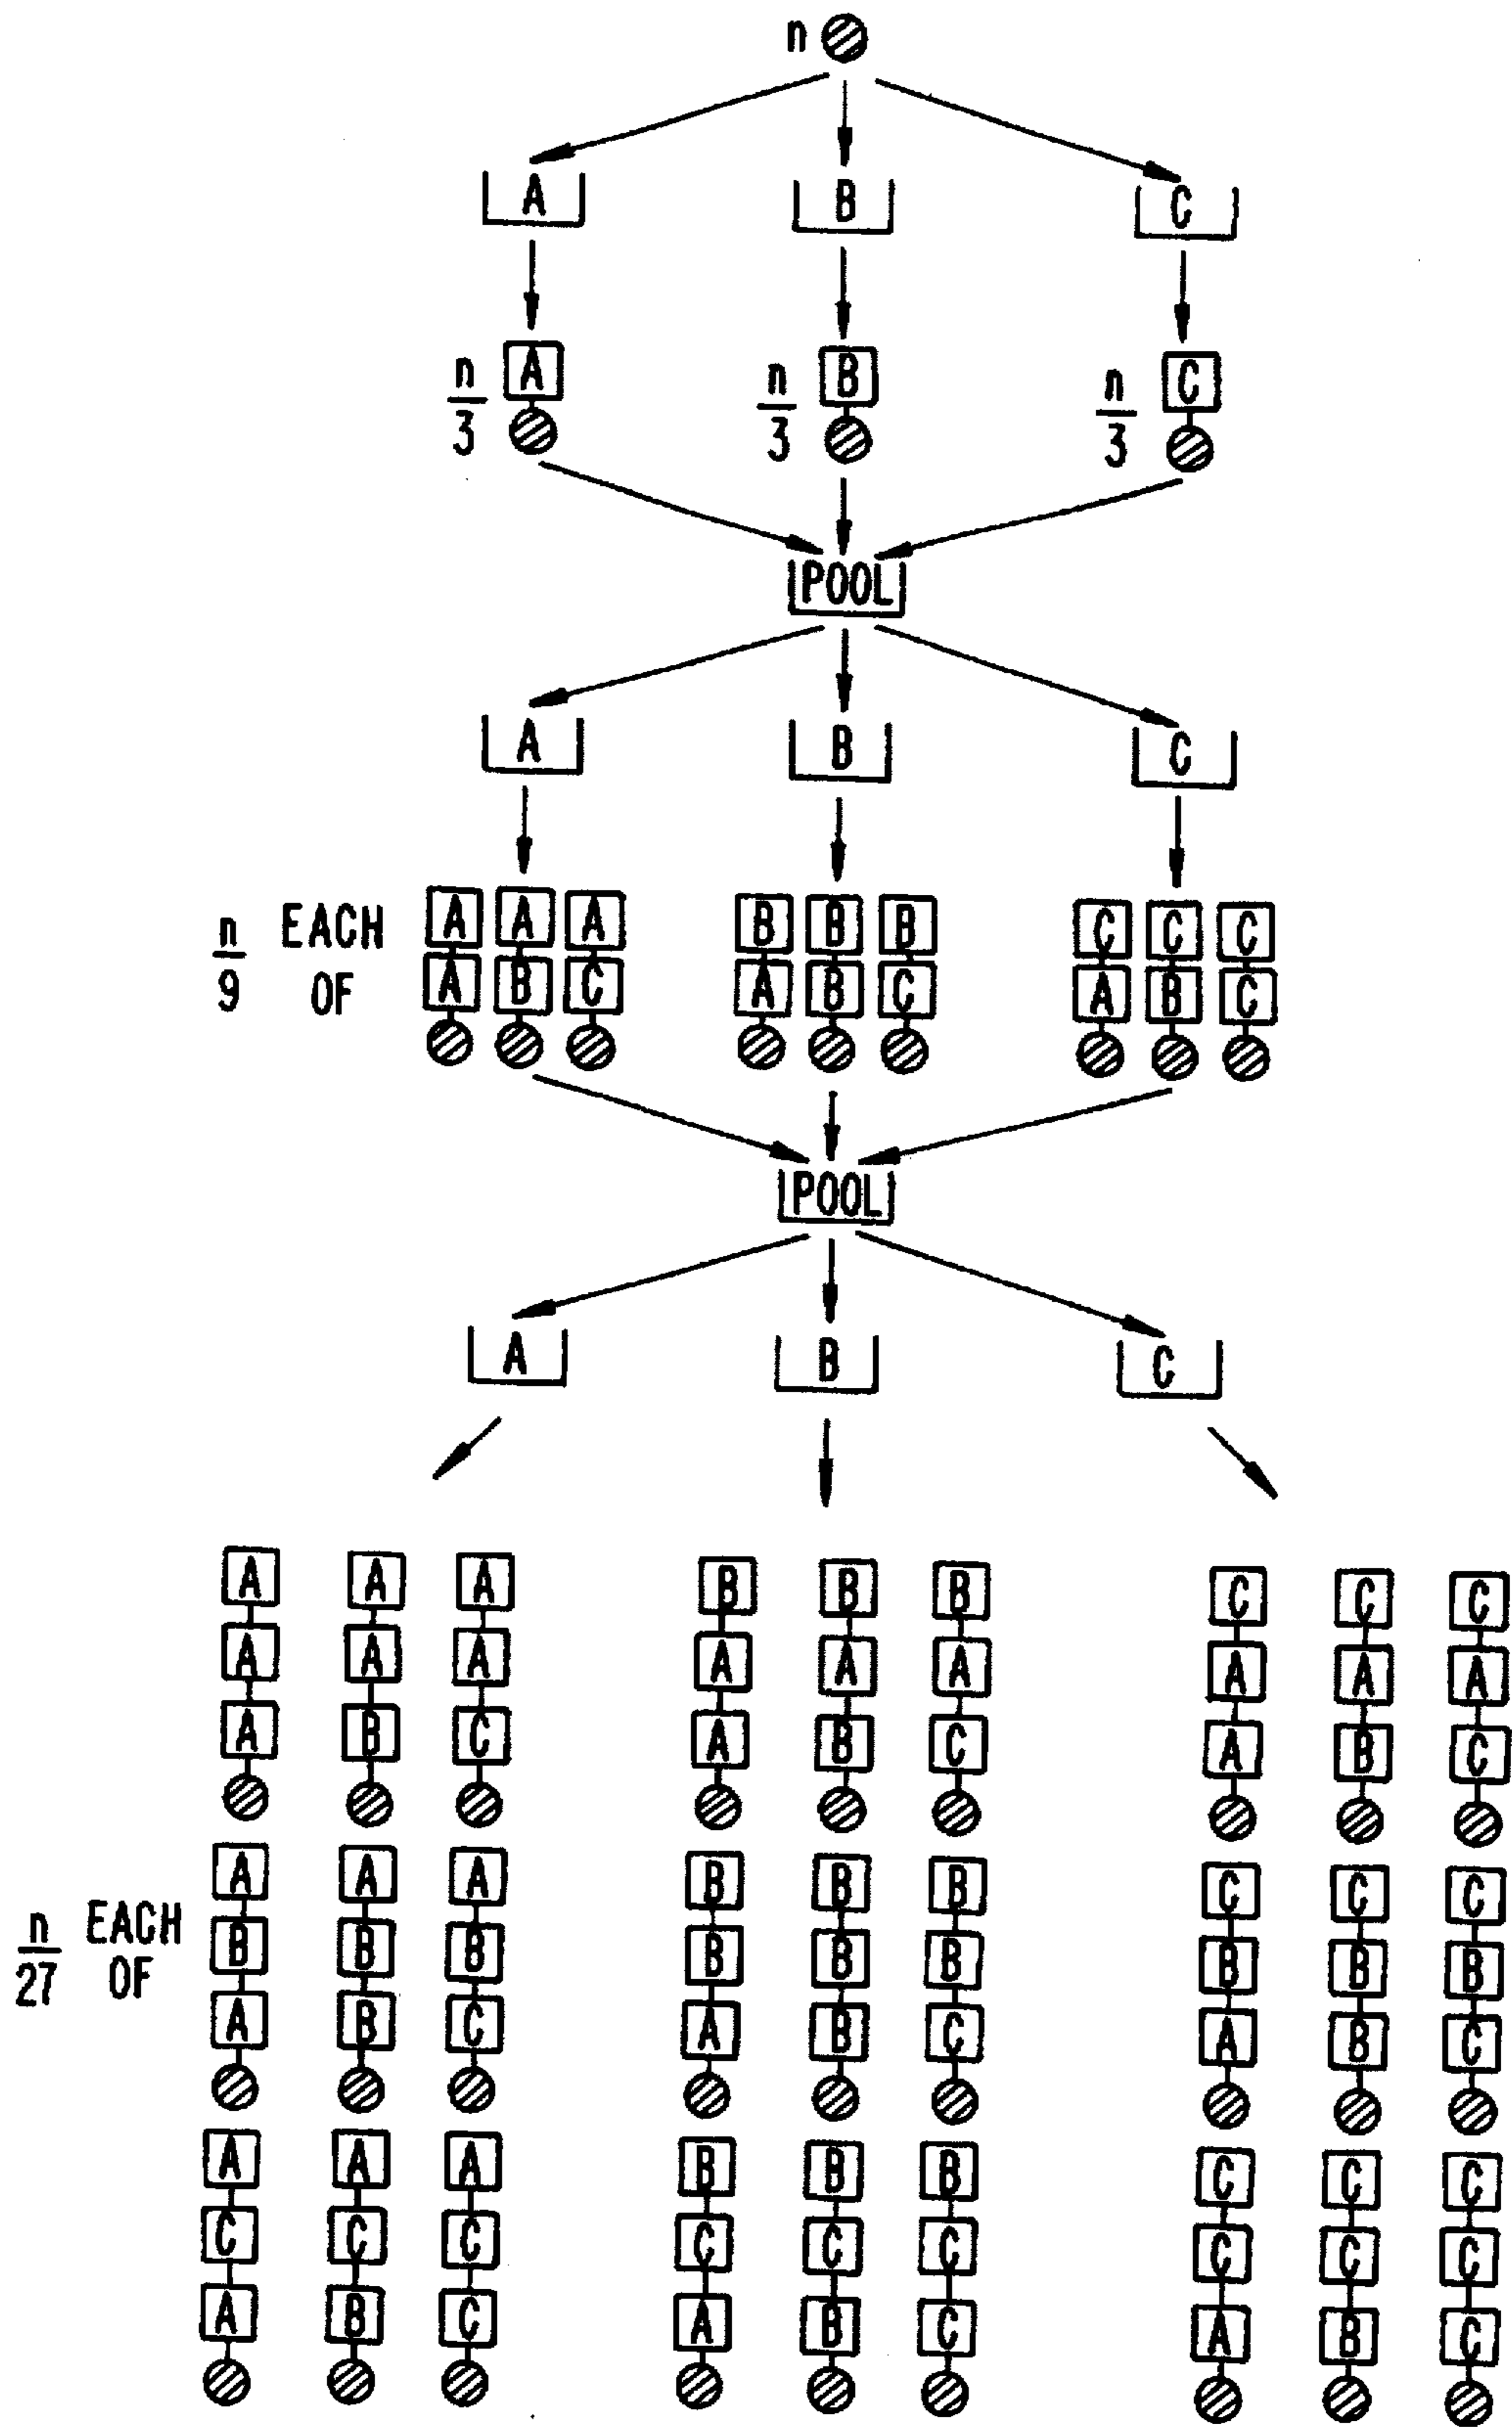 n
A B C
n/3 A n/3 B n/3 C
POOL
A B C
n/9 EACH OF
A A A B B B C C C
A B C A B C A B C
POOL
A B C
A A A B B B C C C
A A A A A A A A A
A B C A B C A B C
n/27 EACH OF
A A A B B B C C C
B B B B B B B B B
A B C A B C A B C
A A A B B B C C C
C C C C C C C C C
A B C A B C A B C